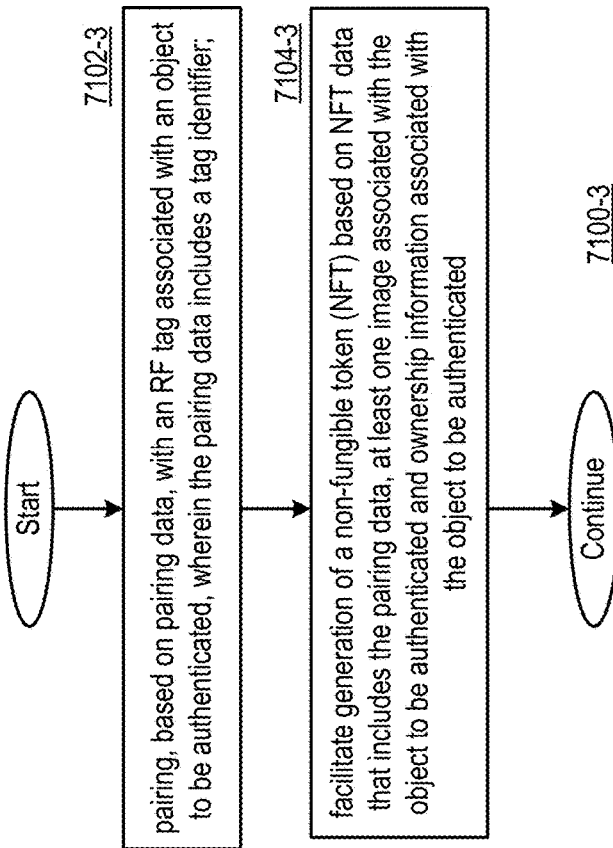 Start
7102-3
pairing, based on pairing data, with an RF tag associated with an object
to be authenticated, wherein the pairing data includes a tag identifier;
7104-3
facilitate generation of a non-fungible token (NFT) based on NFT data
that includes the pairing data, at least one image associated with the
object to be authenticated and ownership information associated with
the object to be authenticated
Continue
7100-3